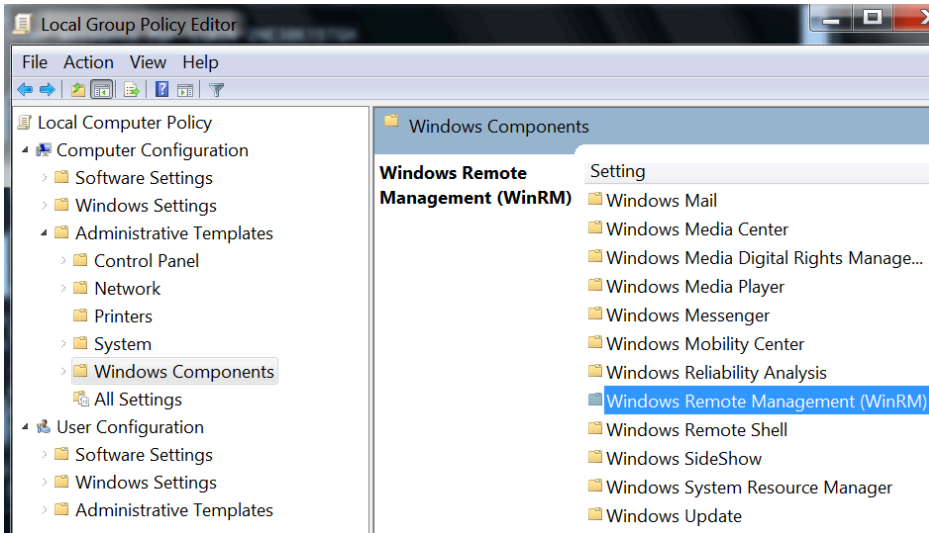 Local Group Policy Editor
File Action View Help
Local Computer Policy
Computer Configuration
Software Settings
Windows Settings
Administrative Templates
Control Panel
Network
Printers
System
Windows Components
All Settings
User Configuration
Software Settings
Windows Settings
Administrative Templates
Windows Components
Windows Remote
Management (WinRM)
Setting
Windows Mail
Windows Media Center
Windows Media Digital Rights Manage...
Windows Media Player
Windows Messenger
Windows Mobility Center
Windows Reliability Analysis
Windows Remote Management (WinRM)
Windows Remote Shell
Windows SideShow
Windows System Resource Manager
Windows Update